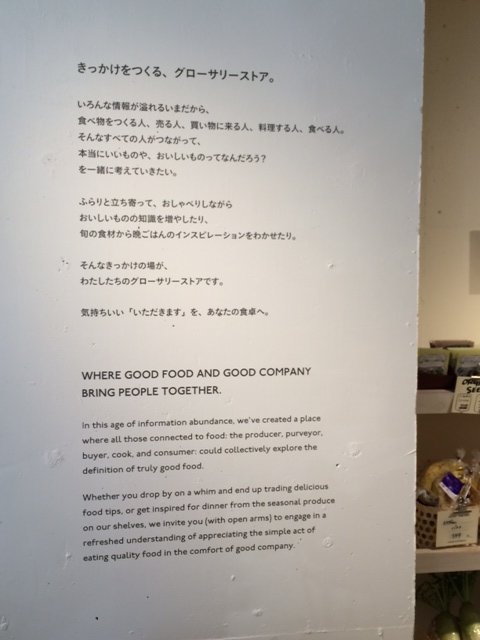 きっかけをつくる、グローサリーストア。
いろんな情報が溢れるいまだから、
食べ物をつくる人、売る人、買い物に来る人、料理する人、食べる人。
そんなすべての人がつながって、
本当にいいものや、おいしいものってなんだろう？
を一緒に考えていきたい。
ふらりと立ち寄って、おしゃべりしながら
おいしいものの知識を増やしたり、
旬の食材から晩ごはんのインスピレーションをわかせたり。
そんなきっかけの場が、
わたしたちのグローサリーストアです。
気持ちいい「いただきます」を、あなたの食卓へ。
WHERE GOOD FOOD AND GOOD COMPANY
BRING PEOPLE TOGETHER.
In this age of information abundance, we've created a place
where all those connected to food: the producer, purveyor,
buyer, cook, and consumer: could collectively explore the
definition of truly good food.
Whether you drop by on a whim and end up trading delicious
food tips, or get inspired for dinner from the seasonal produce
on our shelves, we invite you (with open arms) to engage in a
refreshed understanding of appreciating the simple act of
eating quality food in the comfort of good company.